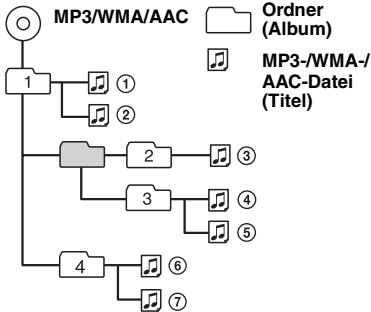 MP3/WMA/AAC
Ordner
(Album)
MP3-/WMA-/
AAC-Datei
(Titel)
1
①
②
2
③
3
④
⑤
4
⑥
⑦